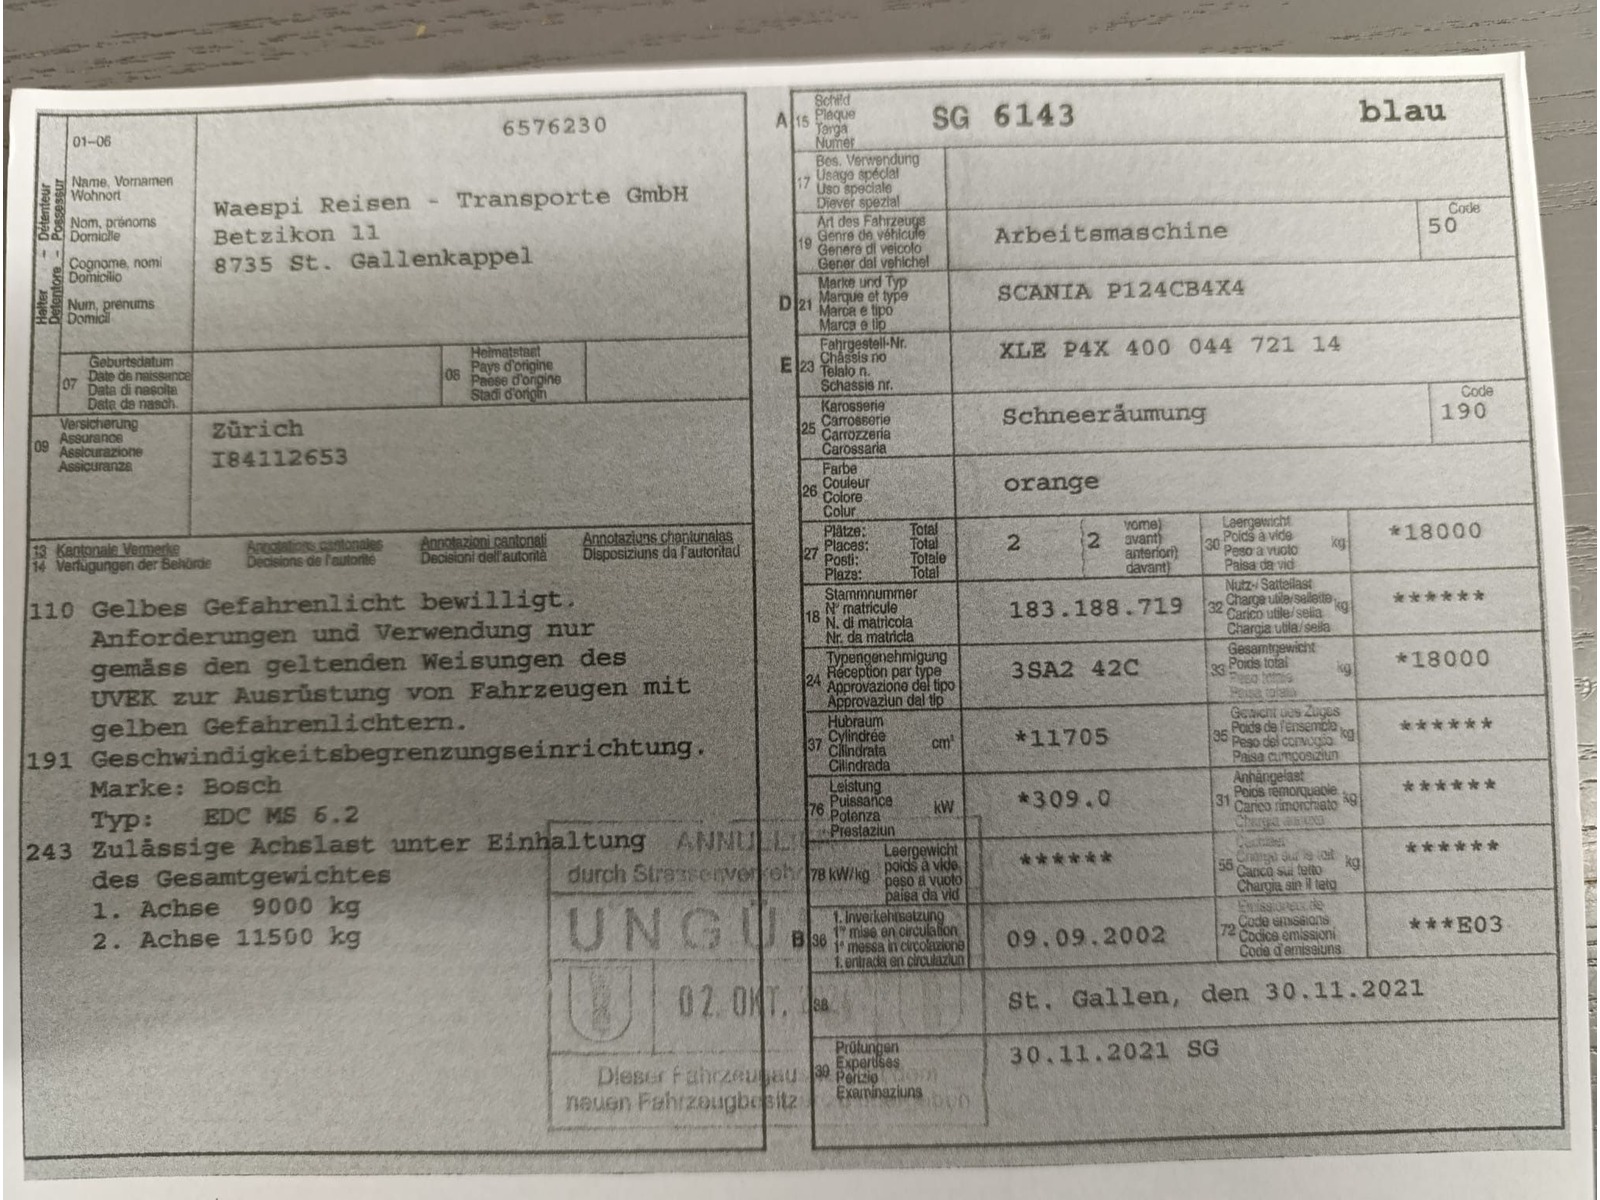 6576230
01–06
Halter – Détenteur
Detentore – Possessur
Name, Vornamen
Wohnort
Nom, prénoms
Domicile
Cognome, nomi
Domicilio
Num, prenums
Domicil
Waespi Reisen - Transporte GmbH
Betzikon 11
8735 St. Gallenkappel
07 Geburtsdatum
Date de naissance
Data di nascita
Data da nasch.
08 Heimatstaat
Pays d'origine
Paese d'origine
Stadi d'origin
09 Versicherung
Assurance
Assicurazione
Assicuranza
Zürich
I84112653
13 Kantonale Vermerke
14 Verfügungen der Behörde
Annotations cantonales
Décisions de l'autorité
Annotazioni cantonali
Decisioni dell'autorità
Annotaziuns chantunalas
Disposiziuns da l'autoritad
110 Gelbes Gefahrenlicht bewilligt.
Anforderungen und Verwendung nur
gemäss den geltenden Weisungen des
UVEK zur Ausrüstung von Fahrzeugen mit
gelben Gefahrenlichtern.
191 Geschwindigkeitsbegrenzungseinrichtung.
Marke: Bosch
Typ: EDC MS 6.2
243 Zulässige Achslast unter Einhaltung
des Gesamtgewichtes
1. Achse 9000 kg
2. Achse 11500 kg
durch
02. OKT.
Dieser
neuen Fahrzeugbesitz
A 15 Schild
Plaque
Targa
Numer
SG 6143 blau
17 Bes. Verwendung
Usage spécial
Uso speciale
Diever spezial
19 Art des Fahrzeugs
Genre de véhicule
Genere di veicolo
Gener dal vehichel
Arbeitsmaschine
Code
50
D 21 Marke und Typ
Marque et type
Marca e tipo
Marca e tip
SCANIA P124CB4X4
E 23 Fahrgestell-Nr.
Châssis no
Telaio n.
Schassis nr.
XLE P4X 400 044 721 14
25 Karosserie
Carrosserie
Carrozzeria
Carossaria
Schneeräumung
Code
190
26 Farbe
Couleur
Colore
Colur
orange
27 Plätze: Total
Places: Total
Posti: Totale
Plazs: Total
2
2 vorne)
avant)
anteriori)
davant)
30 Leergewicht
Poids à vide
Peso a vuoto
Paisa da vid
kg
*18000
18 Stammnummer
N° matricule
N. di matricola
Nr. da matricla
183.188.719
32 Nutz-/Sattellast
Charge utile/sellette
Carico utile/sella
Chargia utila/sella
kg
******
24 Typengenehmigung
Réception par type
Approvazione del tipo
Approvaziun dal tip
3SA2 42C
33 Gesamtgewicht
Poids total
Peso totale
Paisa totala
kg
*18000
37 Hubraum
Cylindrée
Cilindrata
Cilindrada
cm³
*11705
35 Gewicht des Zuges
Poids de l'ensemble
Peso del convoglio
Paisa cumposiziun
kg
******
76 Leistung
Puissance
Potenza
Prestaziun
kW
*309.0
31 Anhängelast
Poids remorquable
Carico rimorchiato
kg
******
78 kW/kg Leergewicht
poids à vide
peso a vuoto
paisa da vid
******
55
Charge sur le toit
Carico sul tetto
Chargia sin il tetg
kg
******
B 36 1. Inverkehrsetzung
1re mise en circulation
1a messa in circolazione
1. entrada en circulaziun
09.09.2002
72
Code émissions
Codice emissioni
Code d'emissiuns
***E03
38
St. Gallen, den 30.11.2021
39 Prüfungen
Expertises
Perizie
Examinaziuns
30.11.2021 SG